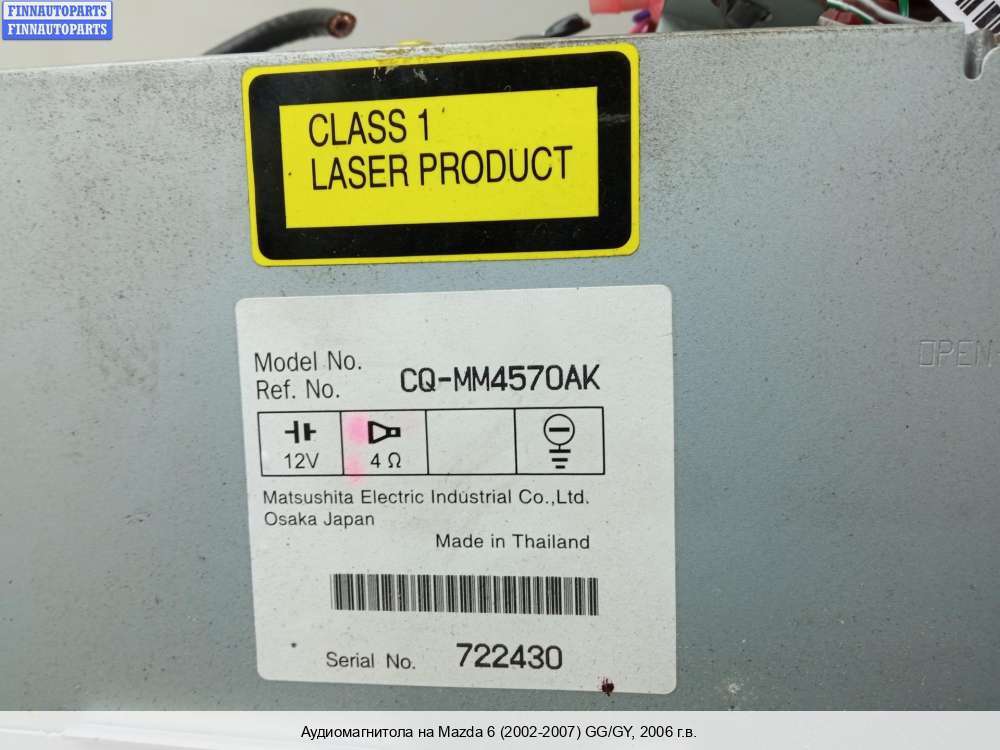 FINNAUTOPARTS
FINNAUTOPARTS
CLASS 1
LASER PRODUCT
OPEN
Model No.
Ref. No.
CQ-MM4570AK
12V
4 Ω
Matsushita Electric Industrial Co.,Ltd.
Osaka Japan
Made in Thailand
Serial No. 722430
Аудиомагнитола на Mazda 6 (2002-2007) GG/GY, 2006 г.в.